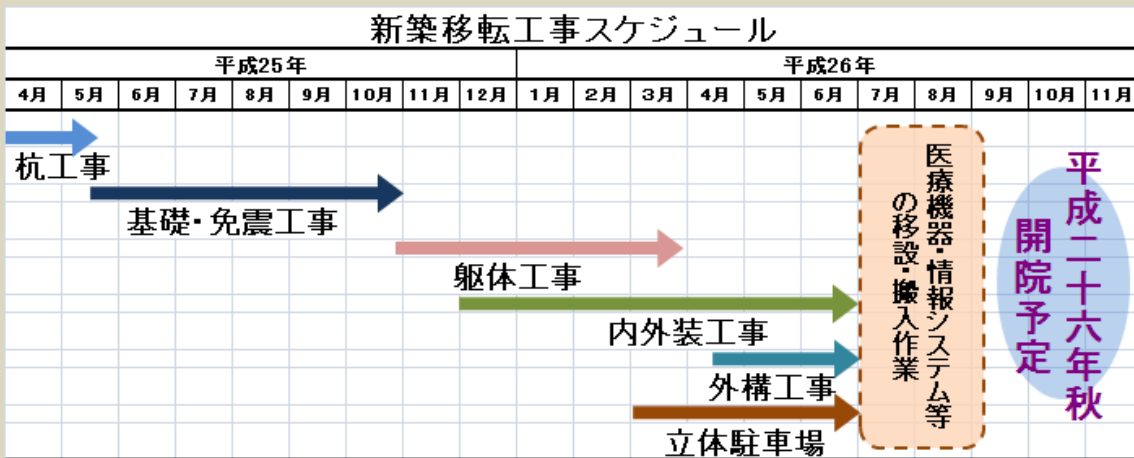 新築移転工事スケジュール
平成25年 平成26年
4月 5月 6月 7月 8月 9月 10月 11月 12月 1月 2月 3月 4月 5月 6月 7月 8月 9月 10月 11月
杭工事
基礎・免震工事
躯体工事
内外装工事
外構工事
立体駐車場
医療機器・情報システム等
の移設・搬入作業
平成二十六年秋
開院予定